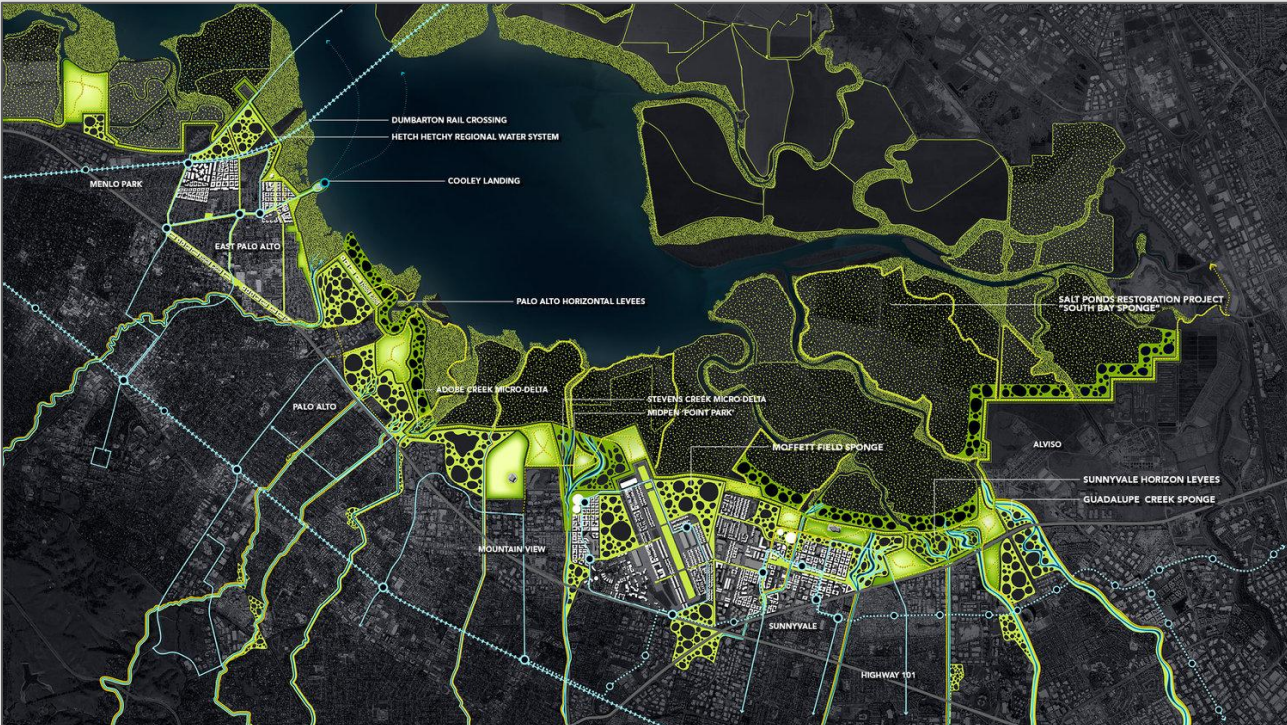 DUMBARTON RAIL CROSSING
HETCH HETCHY REGIONAL WATER SYSTEM
COOLEY LANDING
MENLO PARK
EAST PALO ALTO
PALO ALTO HORIZONTAL LEVEES
SALT PONDS RESTORATION PROJECT
"SOUTH BAY SPONGE"
ADOBE CREEK MICRO-DELTA
STEVENS CREEK MICRO-DELTA
MIDPEN 'POINT PARK'
PALO ALTO
MOFFETT FIELD SPONGE
ALVISO
SUNNYVALE HORIZON LEVEES
GUADALUPE CREEK SPONGE
MOUNTAIN VIEW
SUNNYVALE
HIGHWAY 101